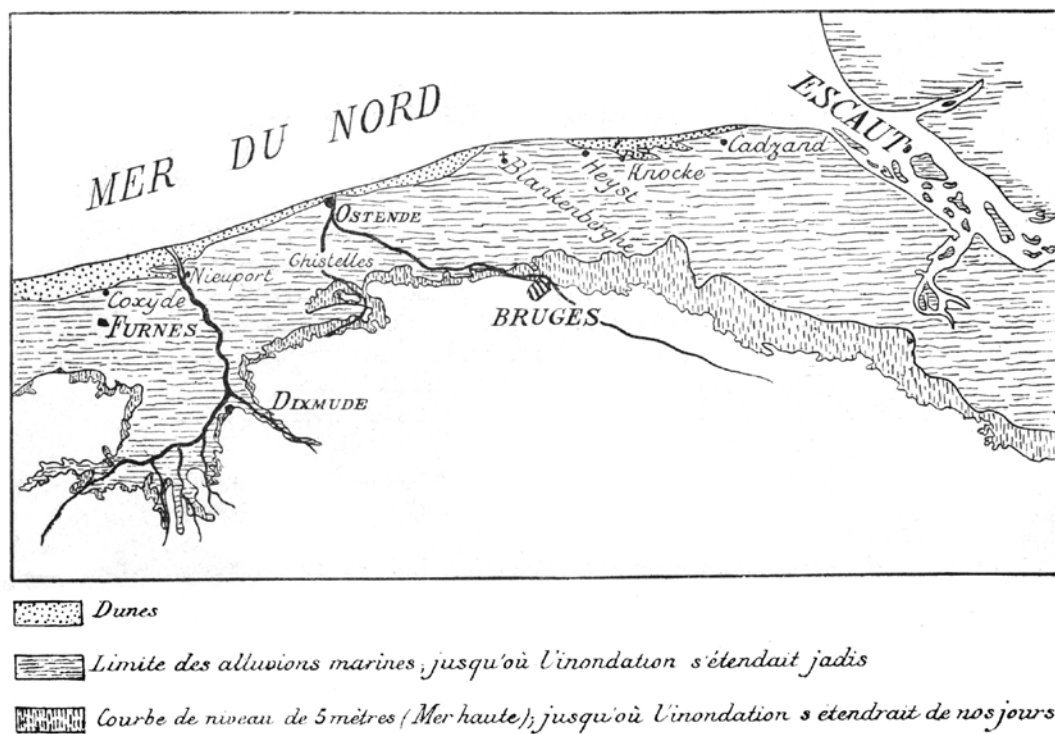 MER DU NORD
ESCAUT
Cadzand
Knocke
Heyst
Blankenberghe
OSTENDE
Ghistelles
Nieuport
Coxyde
FURNES
BRUGES
DIXMUDE
Dunes
Limite des alluvions marines, jusqu'où l'inondation s'étendait jadis
Courbe de niveau de 5 mètres (Mer haute); jusqu'où l'inondation s étendrait de nos jours